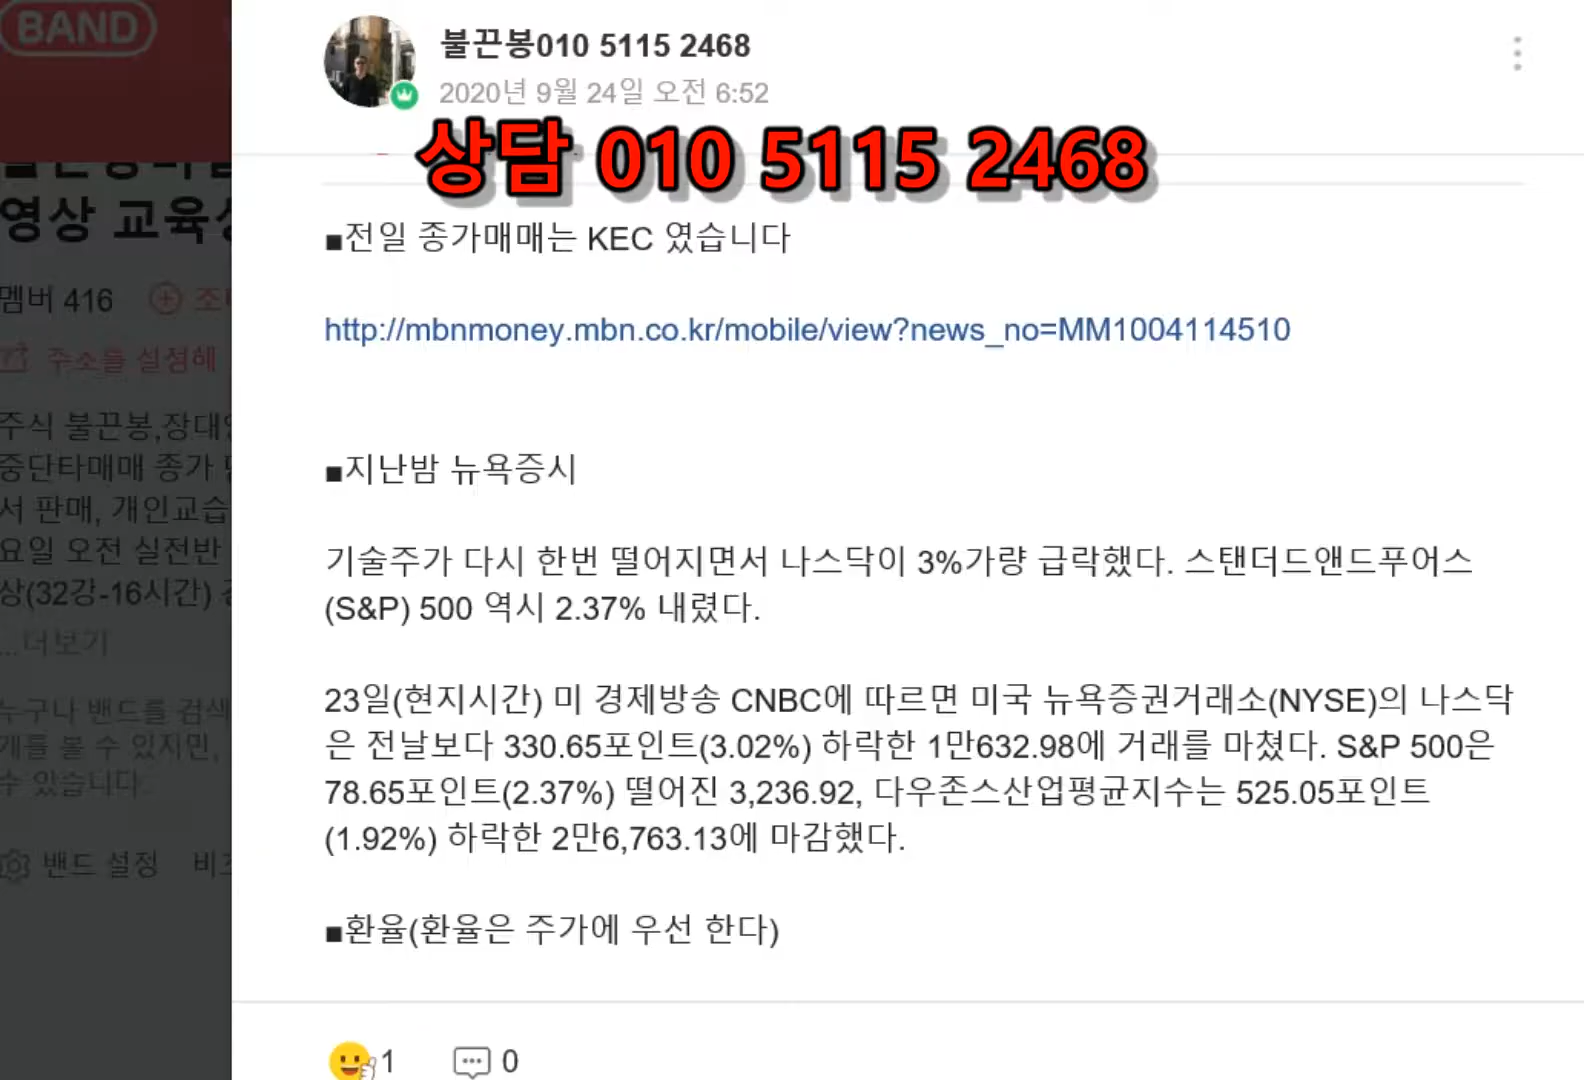 BAND
불끈봉010 5115 2468
2020년 9월 24일 오전 6:52
상담 010 5115 2468
영상 교육
멤버 416
주소를 설정해
주식 불끈봉,장대
중단타매매 종가
서 판매, 개인교습
요일 오전 실전반
상(32강-16시간)
...더보기
누구나 밴드를 검색
개를 볼 수 있지만,
수 있습니다.
밴드 설정
■전일 종가매매는 KEC 였습니다
http://mbnmoney.mbn.co.kr/mobile/view?news_no=MM1004114510
■지난밤 뉴욕증시
기술주가 다시 한번 떨어지면서 나스닥이 3%가량 급락했다. 스탠더드앤드푸어스
(S&P) 500 역시 2.37% 내렸다.
23일(현지시간) 미 경제방송 CNBC에 따르면 미국 뉴욕증권거래소(NYSE)의 나스닥
은 전날보다 330.65포인트(3.02%) 하락한 1만632.98에 거래를 마쳤다. S&P 500은
78.65포인트(2.37%) 떨어진 3,236.92, 다우존스산업평균지수는 525.05포인트
(1.92%) 하락한 2만6,763.13에 마감했다.
■환율(환율은 주가에 우선 한다)
1
0